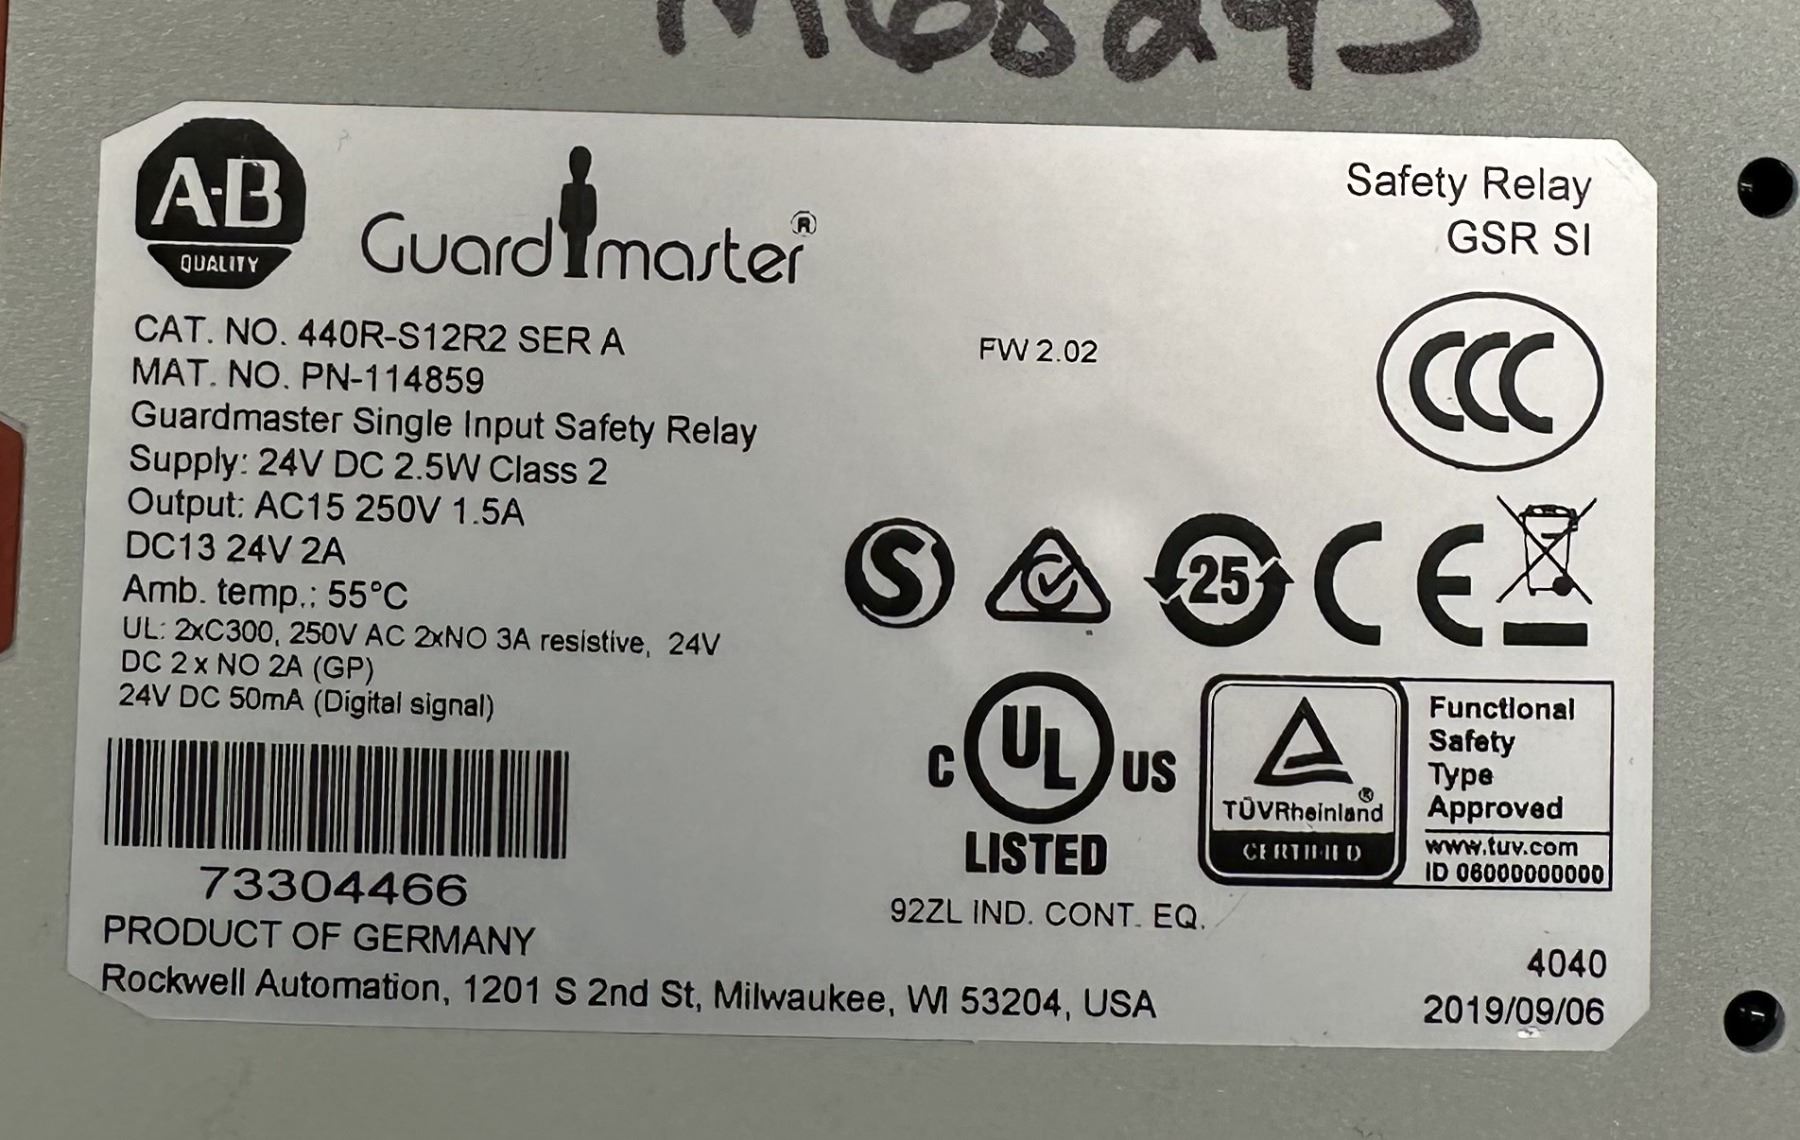 M68293
A-B
QUALITY
Guardmaster®
Safety Relay
GSR SI
CAT. NO. 440R-S12R2 SER A
FW 2.02
MAT. NO. PN-114859
Guardmaster Single Input Safety Relay
Supply: 24V DC 2.5W Class 2
Output: AC15 250V 1.5A
DC13 24V 2A
Amb. temp.: 55°C
UL: 2xC300, 250V AC 2xNO 3A resistive, 24V
DC 2 x NO 2A (GP)
24V DC 50mA (Digital signal)
CCC
S
25
CE
C UL US
LISTED
92ZL IND. CONT. EQ.
TÜVRheinland®
CERTIFIED
Functional
Safety
Type
Approved
www.tuv.com
ID 06000000000
73304466
PRODUCT OF GERMANY
Rockwell Automation, 1201 S 2nd St, Milwaukee, WI 53204, USA
4040
2019/09/06